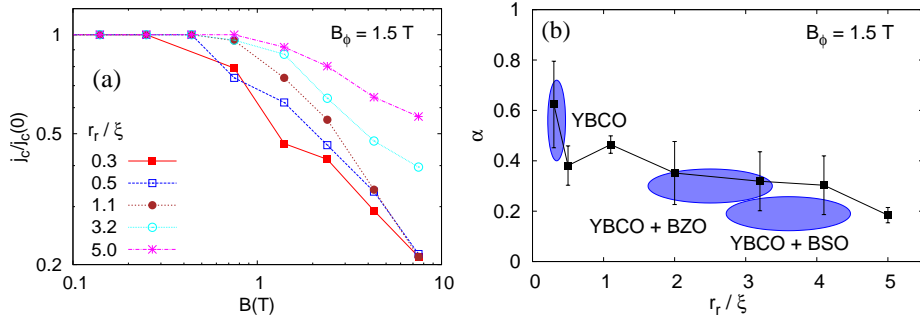 (a)
B_ϕ = 1.5 T
j_c/j_c(0)
1
0.5
0.2
r_r / ξ
0.3
0.5
1.1
3.2
5.0
0.1
1
10
B(T)
(b)
B_ϕ = 1.5 T
α
1
0.8
0.6
0.4
0.2
0
YBCO
YBCO + BZO
YBCO + BSO
0
1
2
3
4
5
r_r / ξ